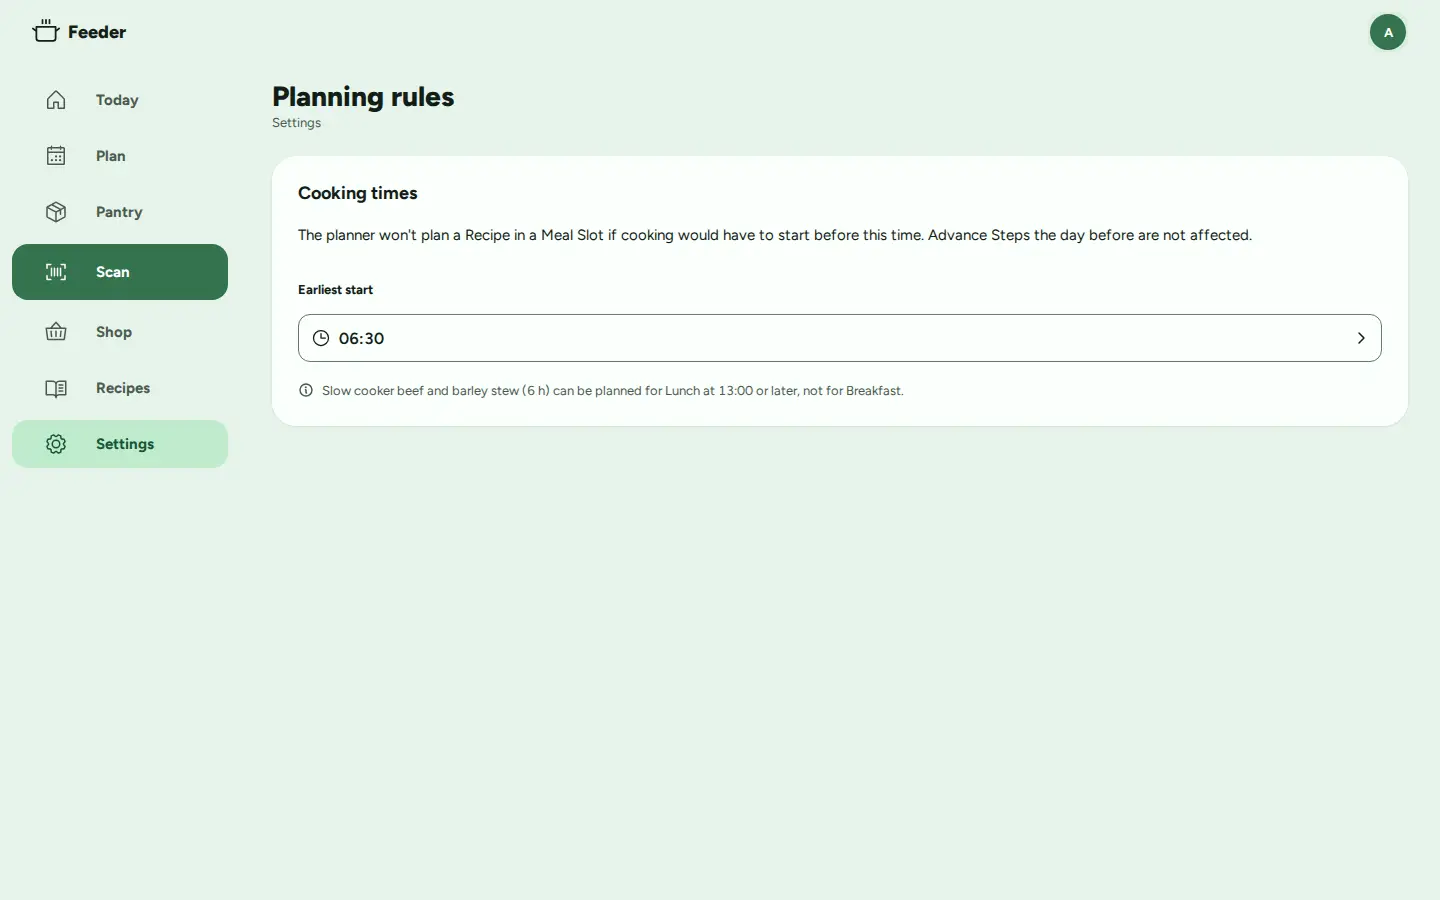 Feeder
A
Today
Plan
Pantry
Scan
Shop
Recipes
Settings
Planning rules
Settings
Cooking times
The planner won't plan a Recipe in a Meal Slot if cooking would have to start before this time. Advance Steps the day before are not affected.
Earliest start
06:30
Slow cooker beef and barley stew (6 h) can be planned for Lunch at 13:00 or later, not for Breakfast.